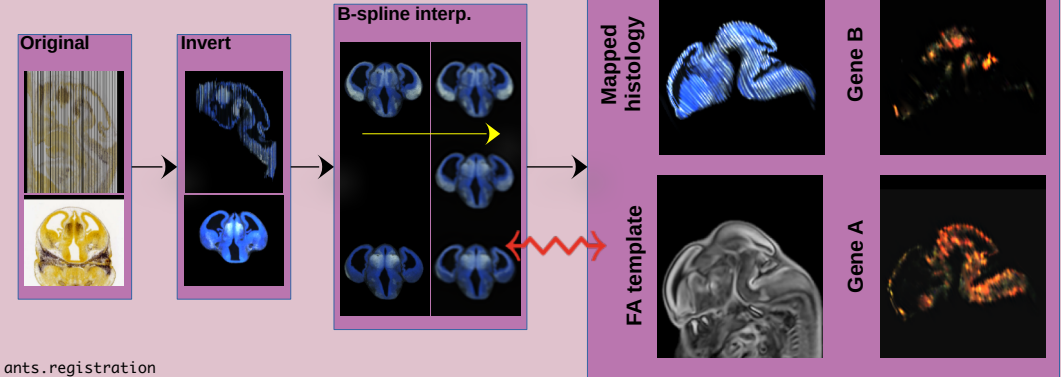 Original
Invert
B-spline interp.
Mapped
histology
Gene B
FA template
Gene A
ants.registration